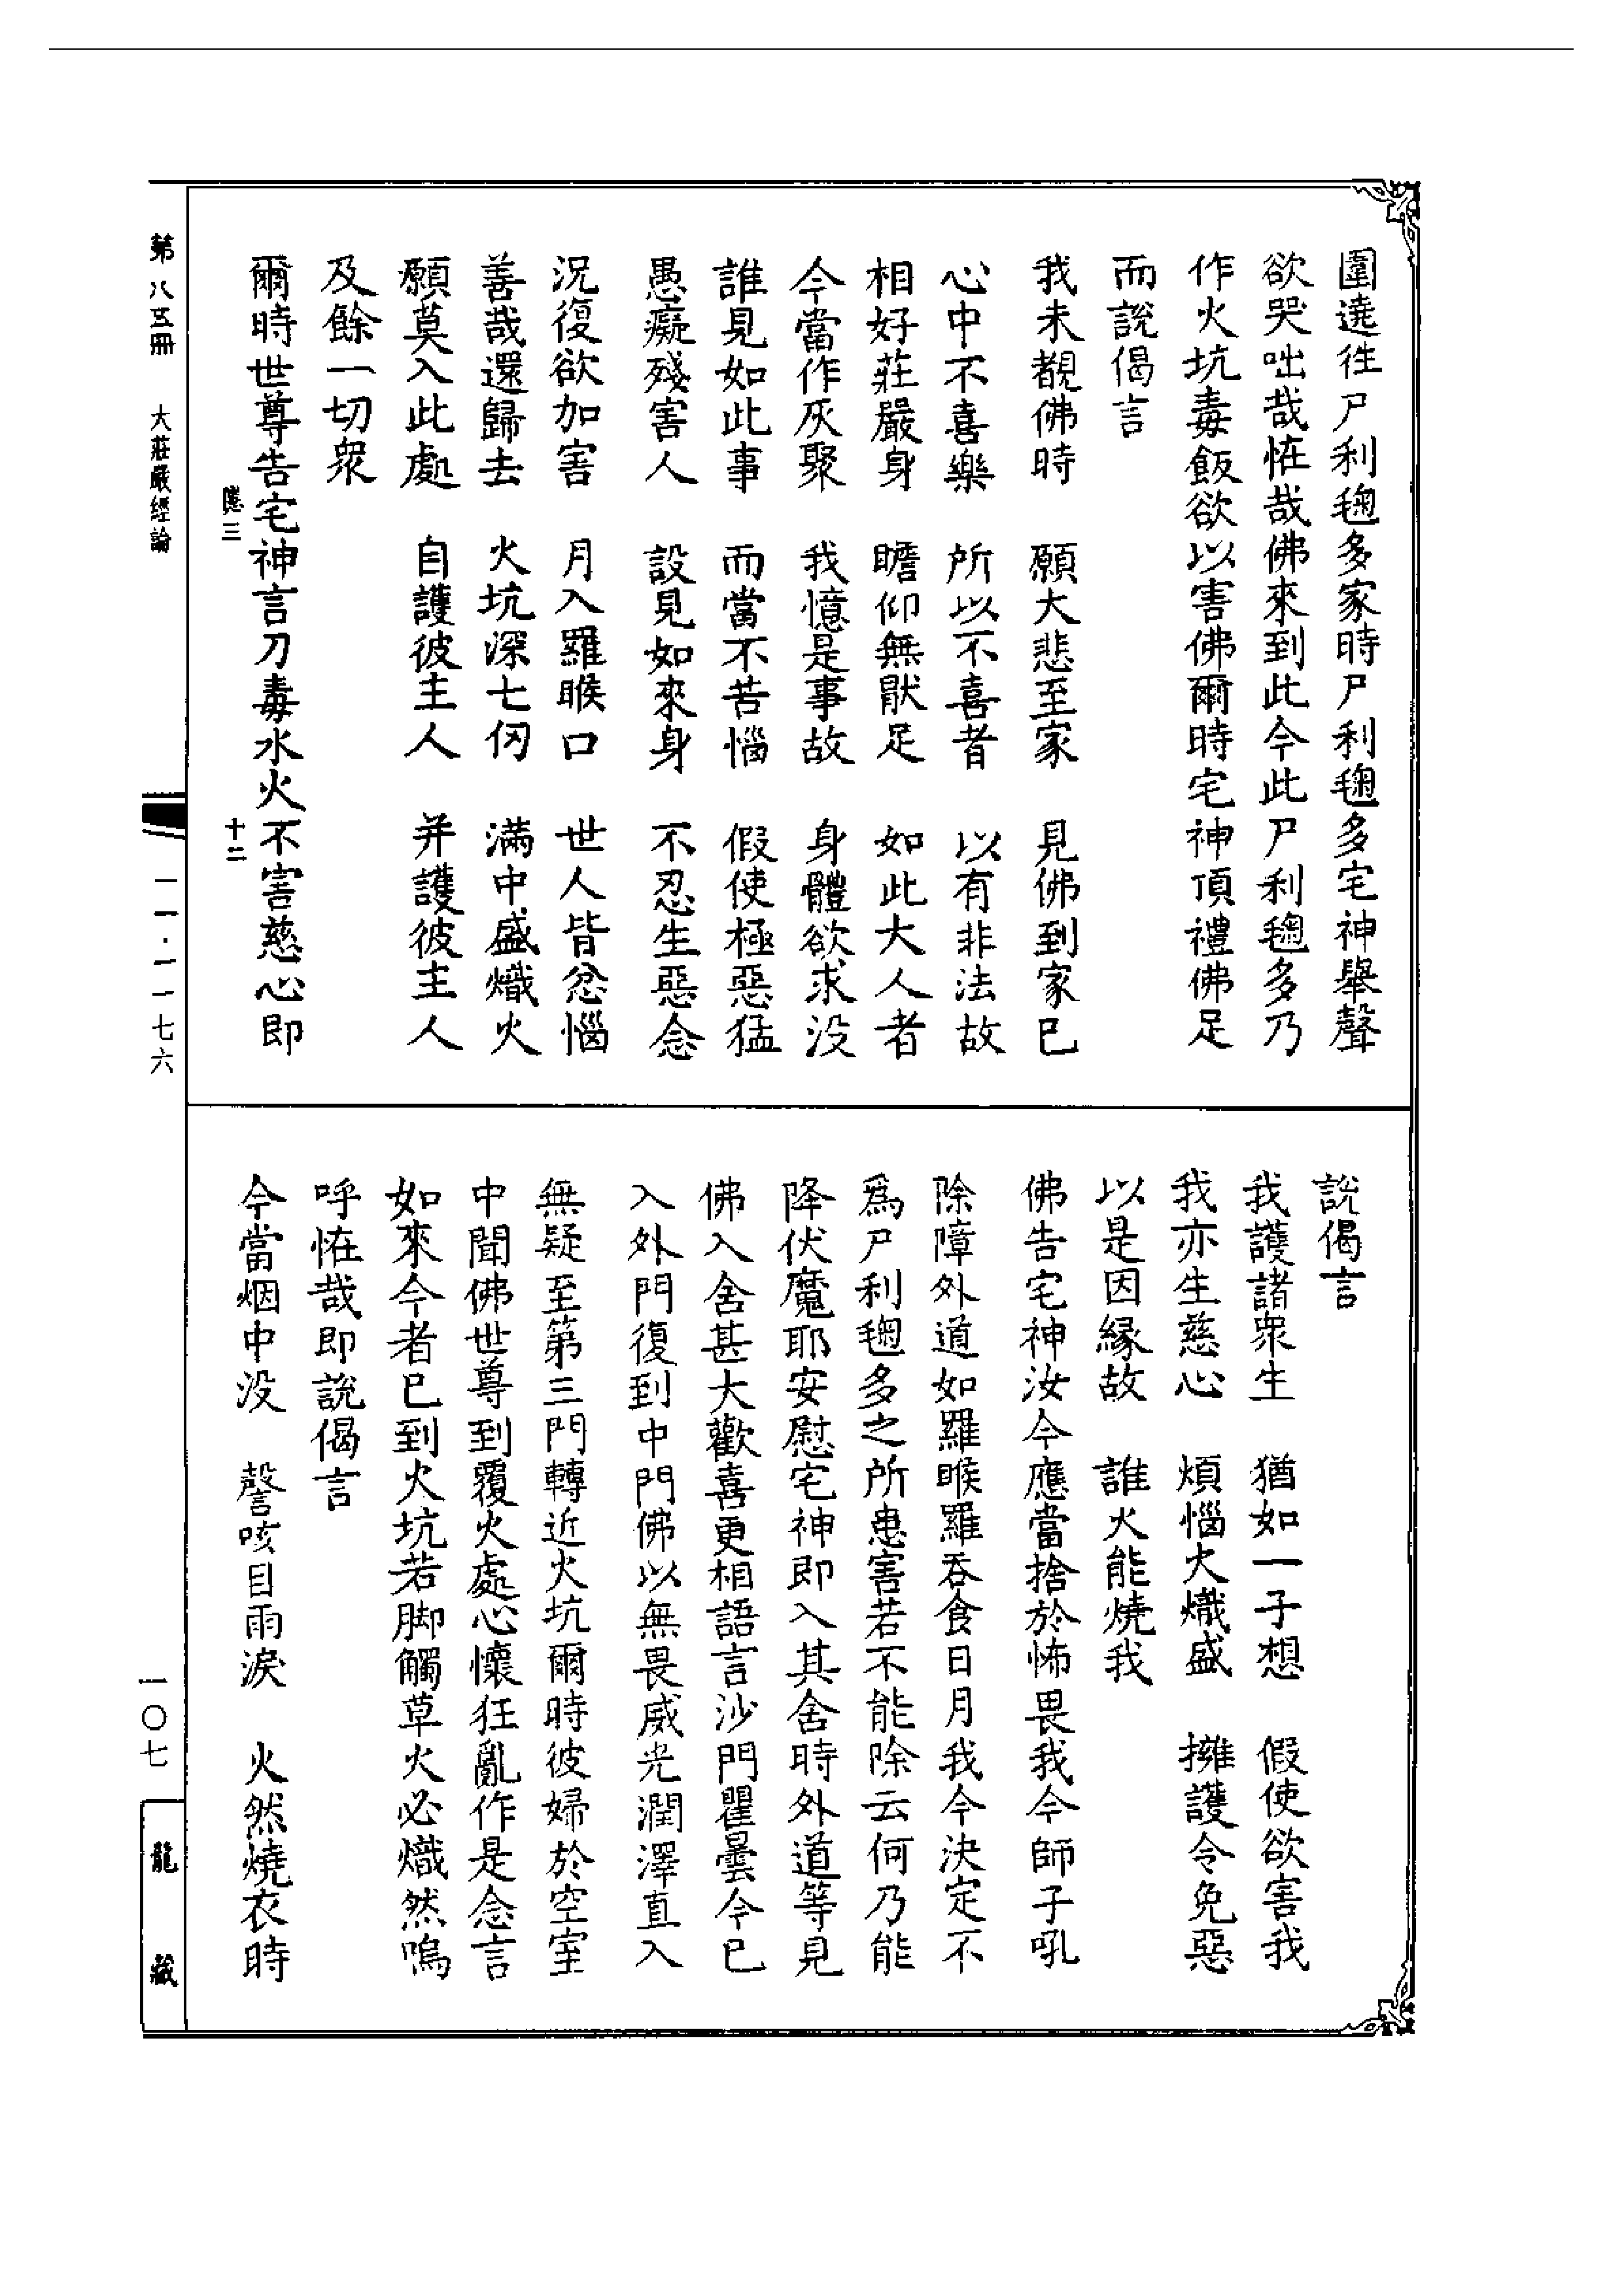 圍遶徃尸利毱多家時尸利毱多宅神舉聲
欲哭咄哉恠哉佛來到此今此尸利毱多乃
作火坑毒飯欲以害佛爾時宅神頂禮佛足
而說偈言
我未覩佛時　願大悲至家　見佛到家已
心中不喜樂　所以不喜者　以有非法故
相好莊嚴身　瞻仰無猒足　如此大人者
今當作灰聚　我憶是事故　身體欲求没
誰見如此事　而當不苦惱　假使極惡猛
愚癡殘害人　設見如來身　不忍生惡念
況復欲加害　月入羅睺口　世人皆忿惱
善哉還歸去　火坑深七仞　滿中盛熾火
願莫入此處　自護彼主人　并護彼主人
及餘一切衆
爾時世尊告宅神言刀毒水火不害慈心即
隱三　十二
說偈言
我護諸衆生　猶如一子想　假使欲害我
我亦生慈心　煩惱火熾盛　擁護令免惡
以是因緣故　誰火能燒我
佛告宅神汝今應當捨於怖畏我今師子吼
除障外道如羅睺羅吞食日月我今決定不
爲尸利毱多之所患害若不能除云何乃能
降伏魔耶安慰宅神即入其舍時外道等見
佛入舍甚大歡喜更相語言沙門瞿曇今已
入外門復到中門佛以無畏威光潤澤直入
無疑至第三門轉近火坑爾時彼婦於空室
中聞佛世尊到覆火處心懷狂亂作是念言
如來今者已到火坑若脚觸草火必熾然嗚
呼恠哉即說偈言
今當烟中没　謦咳目雨淚　火然燒衣時
第八五冊　大莊嚴經論　一一·一一七六　一〇七　龍藏